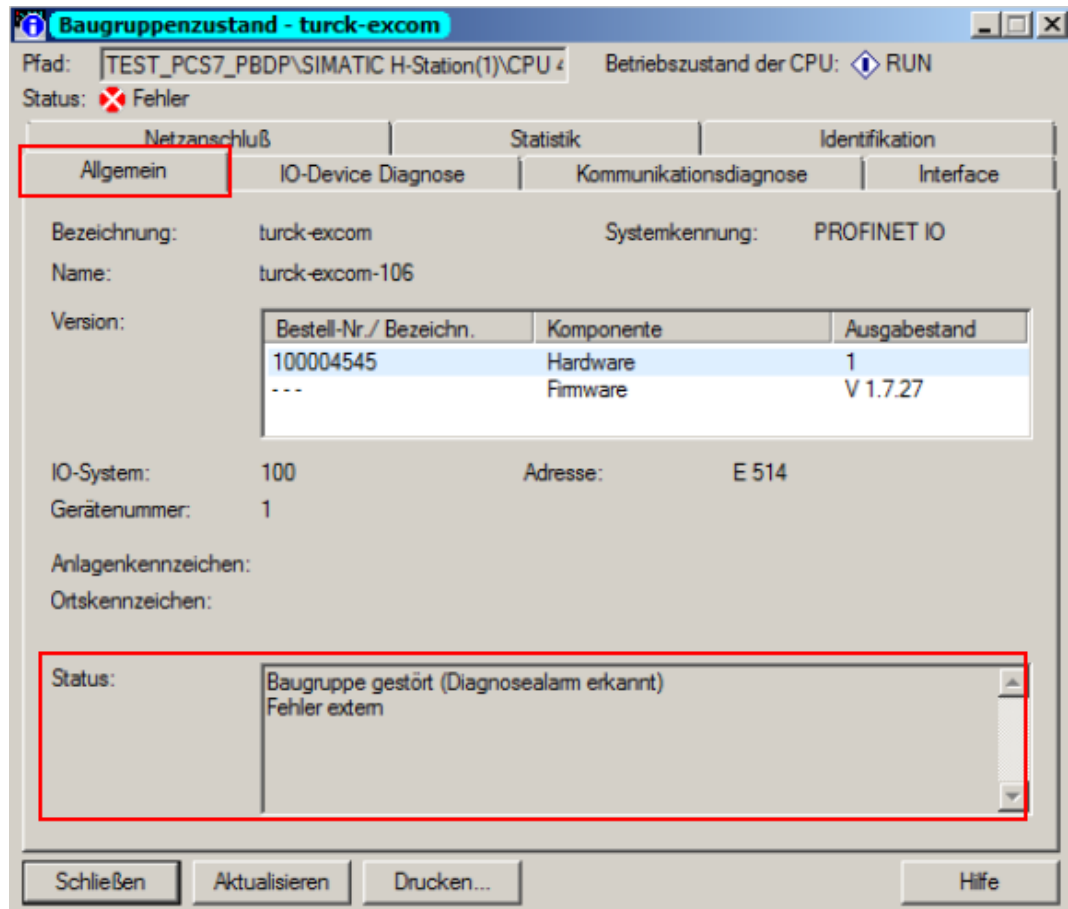 Baugruppenzustand - turck-excom
Pfad: TEST_PCS7_PBDP\SIMATIC H-Station(1)\CPU Betriebszustand der CPU: RUN
Status: Fehler
Netzanschluß Statistik Identifikation
Allgemein IO-Device Diagnose Kommunikationsdiagnose Interface
Bezeichnung: turck-excom Systemkennung: PROFINET IO
Name: turck-excom-106
Version: Bestell-Nr./ Bezeichn. Komponente Ausgabestand
100004545 Hardware 1
- - - Firmware V 1.7.27
IO-System: 100 Adresse: E 514
Gerätenummer: 1
Anlagenkennzeichen:
Ortskennzeichen:
Status: Baugruppe gestört (Diagnosealarm erkannt)
Fehler extern
Schließen Aktualisieren Drucken... Hilfe